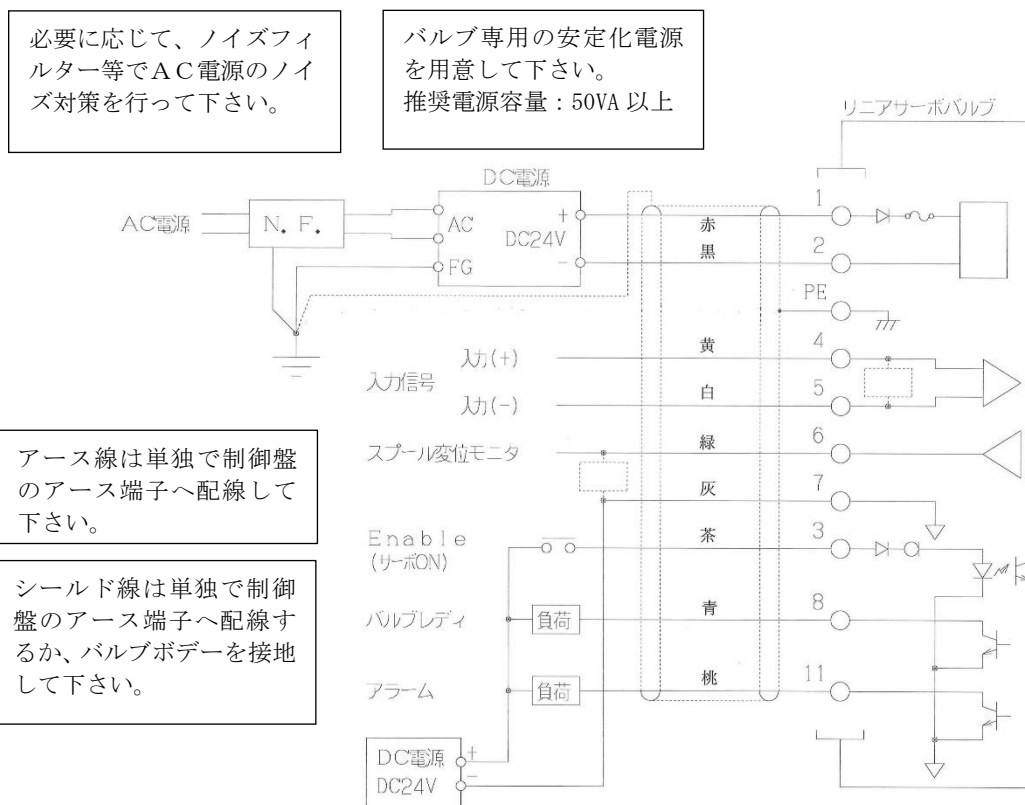 必要に応じて、ノイズフィ
ルター等でＡＣ電源のノイ
ズ対策を行って下さい。
バルブ専用の安定化電源
を用意して下さい。
推奨電源容量：50VA 以上
リニアサーボバルブ
DC電源
AC電源
N. F.
AC
FG
+
DC24V
−
赤
1
黒
2
PE
入力信号
入力(+)
黄
4
入力(−)
白
5
スプール変位モニタ
緑
6
灰
7
アース線は単独で制御盤
のアース端子へ配線して
下さい。
Enable
(サーボON)
茶
3
シールド線は単独で制御
盤のアース端子へ配線す
るか、バルブボデーを接地
して下さい。
バルブレディ
負荷
青
8
アラーム
負荷
桃
11
DC電源 +
DC24V −